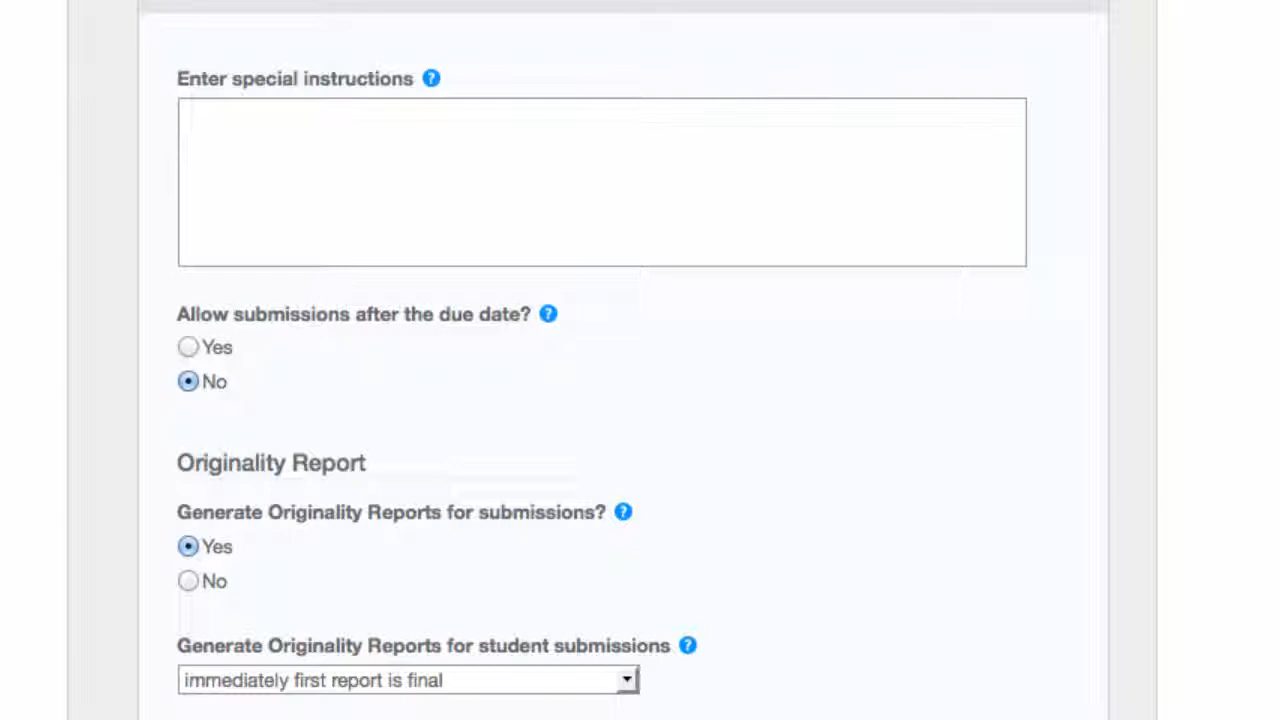 Enter special instructions ?
Allow submissions after the due date? ?
Yes
No
Originality Report
Generate Originality Reports for submissions? ?
Yes
No
Generate Originality Reports for student submissions ?
immediately first report is final